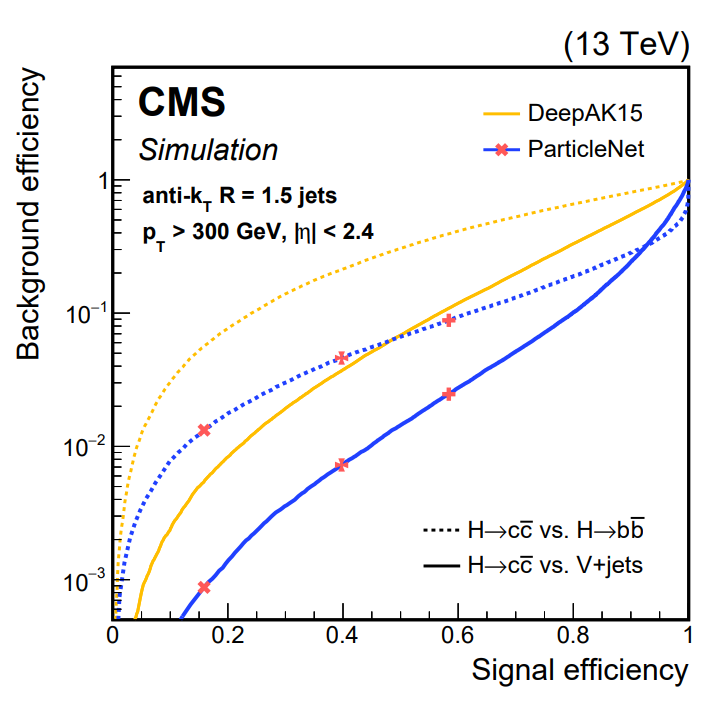 (13 TeV)
CMS
Simulation
anti-k_T R = 1.5 jets
p_T > 300 GeV, |η| < 2.4
DeepAK15
ParticleNet
Background efficiency
1
10⁻¹
10⁻²
10⁻³
H→cc̅ vs. H→bb̅
H→cc̅ vs. V+jets
0 0.2 0.4 0.6 0.8 1
Signal efficiency